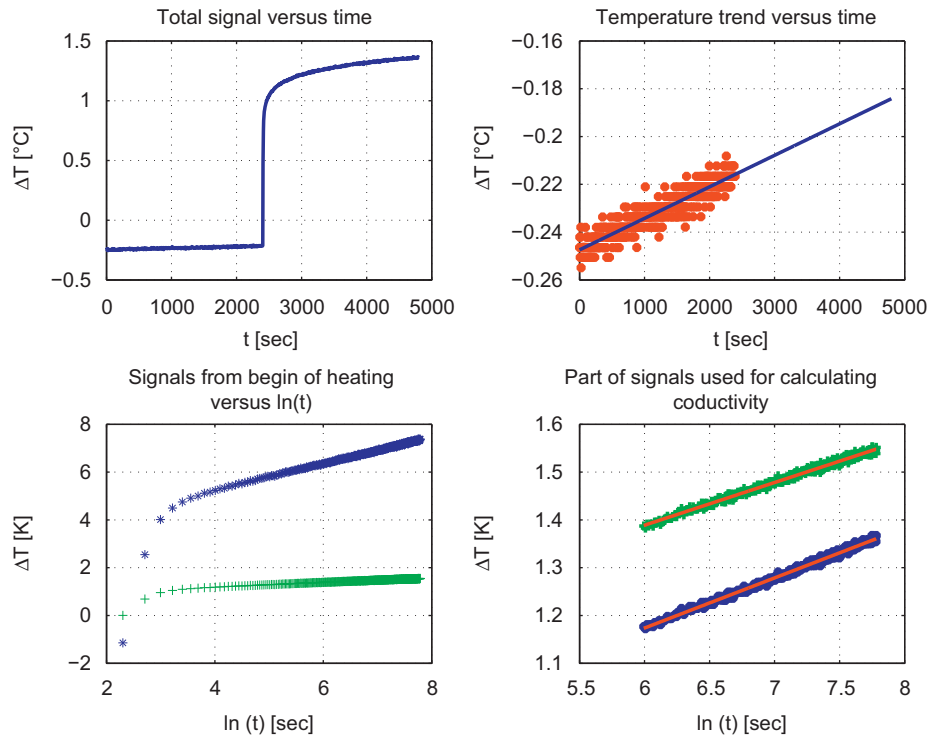 Total signal versus time
1.5
1
0.5
0
−0.5
ΔT [°C]
0 1000 2000 3000 4000 5000
t [sec]
Temperature trend versus time
−0.16
−0.18
−0.2
−0.22
−0.24
−0.26
ΔT [°C]
0 1000 2000 3000 4000 5000
t [sec]
Signals from begin of heating
versus ln(t)
8
6
4
2
0
−2
ΔT [K]
2 4 6 8
ln (t) [sec]
Part of signals used for calculating
coductivity
1.6
1.5
1.4
1.3
1.2
1.1
ΔT [K]
5.5 6 6.5 7 7.5 8
ln (t) [sec]